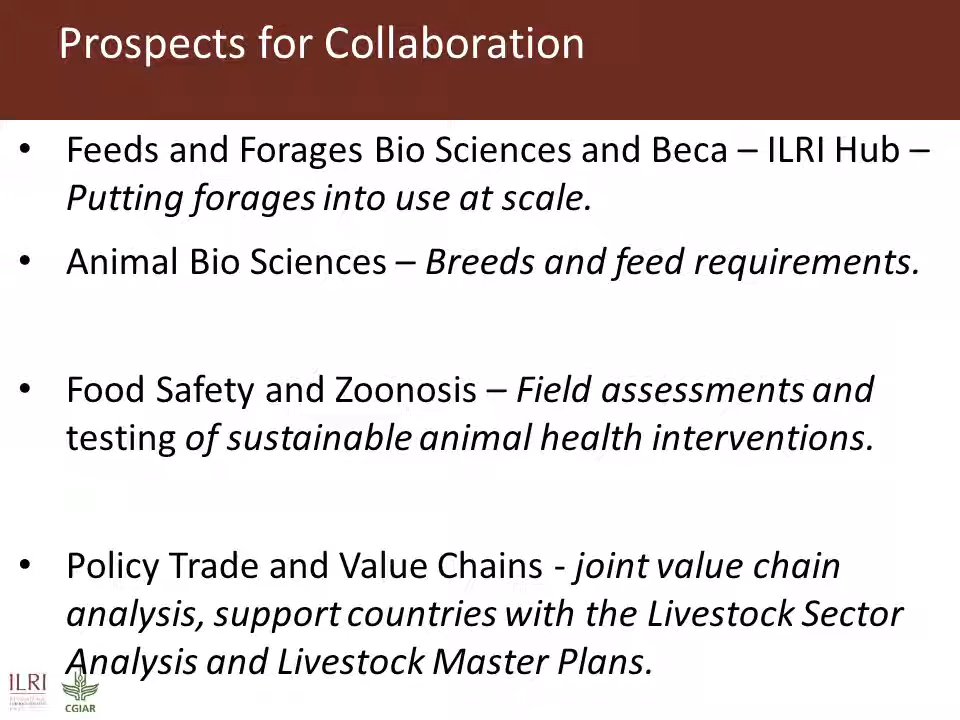 Prospects for Collaboration
• Feeds and Forages Bio Sciences and Beca – ILRI Hub –
Putting forages into use at scale.
• Animal Bio Sciences – Breeds and feed requirements.
• Food Safety and Zoonosis – Field assessments and
testing of sustainable animal health interventions.
• Policy Trade and Value Chains - joint value chain
analysis, support countries with the Livestock Sector
Analysis and Livestock Master Plans.
ILRI
CGIAR